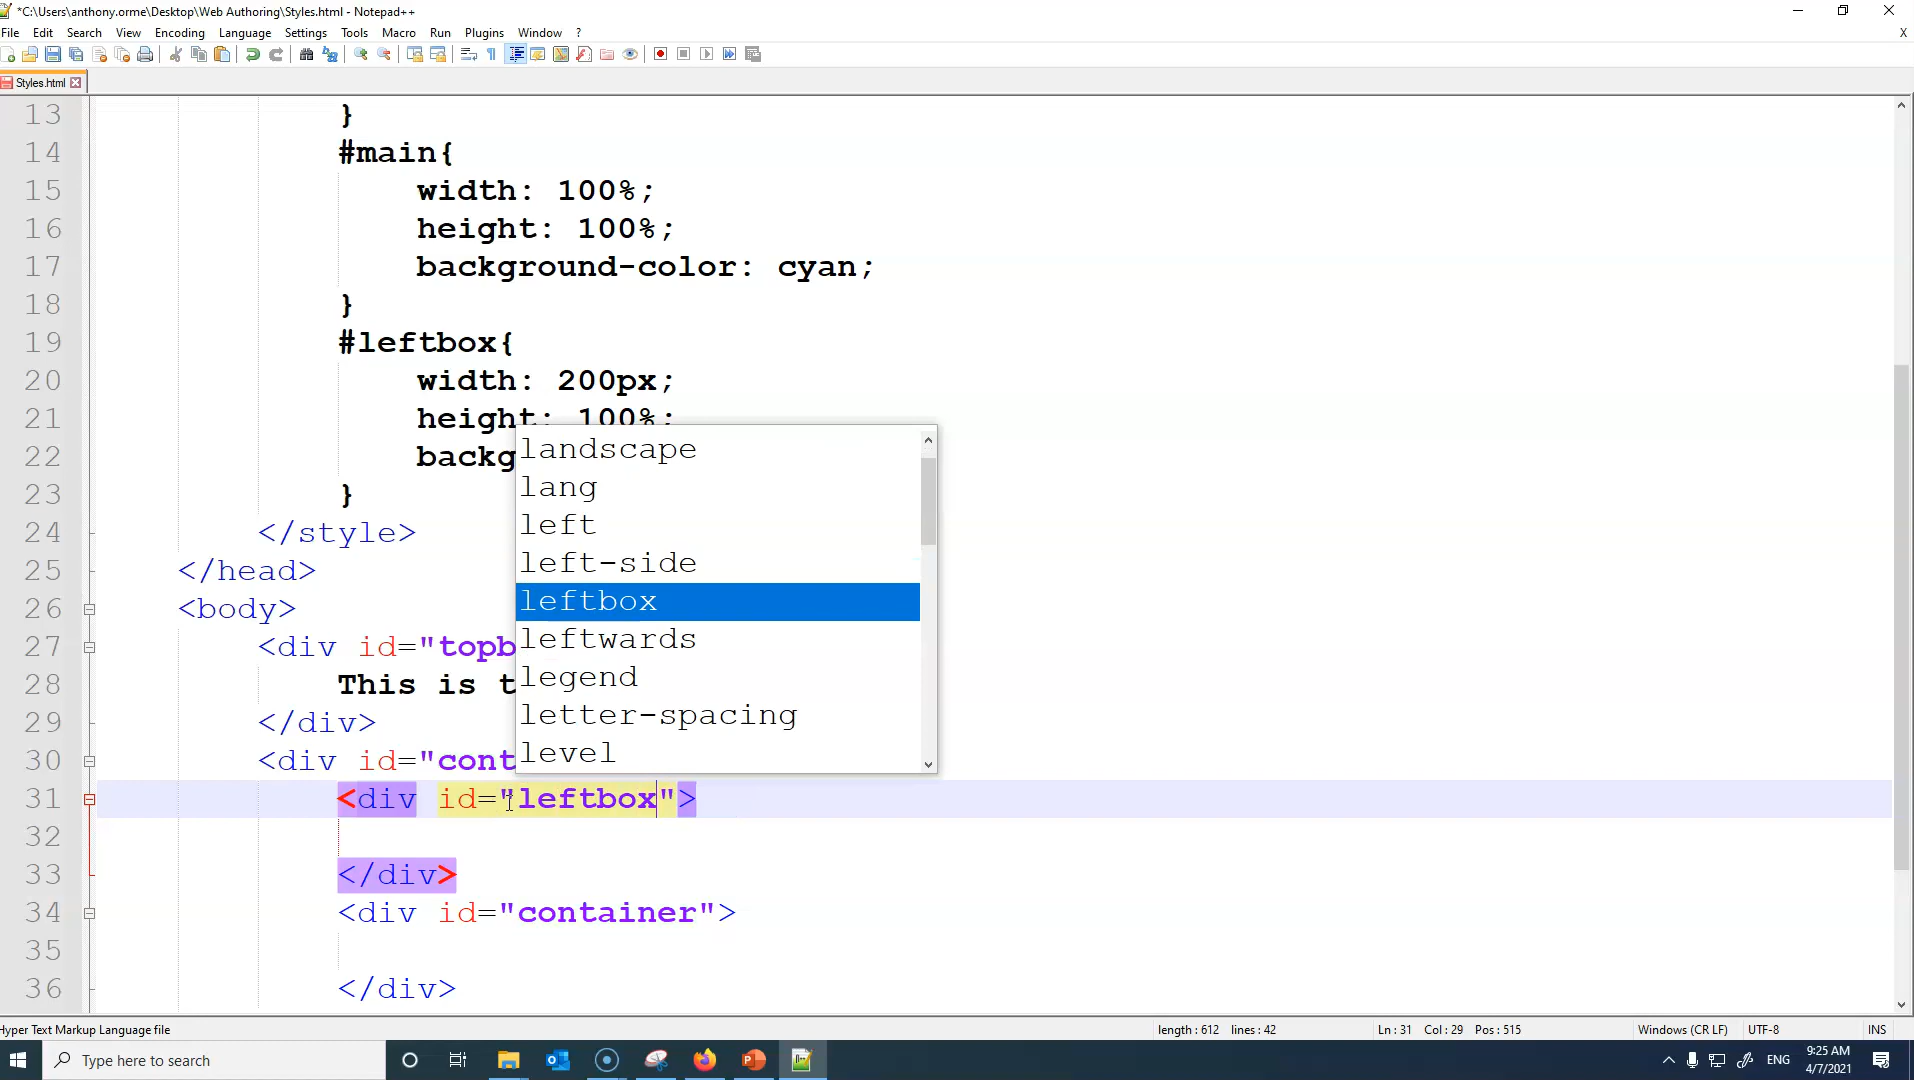 *C:\Users\anthony.orme\Desktop\Web Authoring\Styles.html - Notepad++
File Edit Search View Encoding Language Settings Tools Macro Run Plugins Window ? X
Styles.html
13 }
14 #main{
15 width: 100%;
16 height: 100%;
17 background-color: cyan;
18 }
19 #leftbox{
20 width: 200px;
21 height: 100%;
22 backg
23 }
24 </style>
25 </head>
26 <body>
27 <div id="topb
28 This is t
29 </div>
30 <div id="cont
31 <div id="leftbox">
32
33 </div>
34 <div id="container">
35
36 </div>
landscape
lang
left
left-side
leftbox
leftwards
legend
letter-spacing
level
Hyper Text Markup Language file length : 612 lines : 42 Ln : 31 Col : 29 Pos : 515 Windows (CR LF) UTF-8 INS
Type here to search
ENG
9:25 AM
4/7/2021